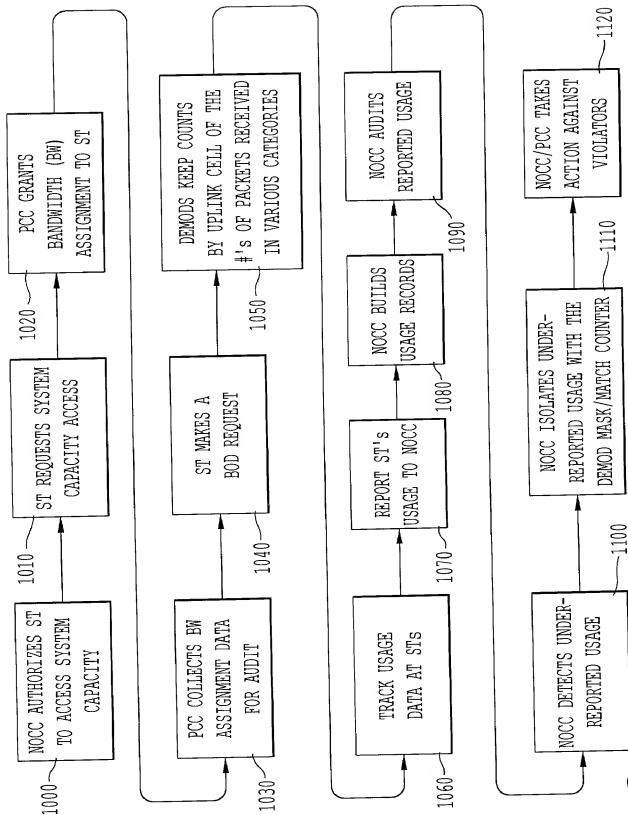 NOCC AUTHORIZES ST
TO ACCESS SYSTEM
CAPACITY
1000
ST REQUESTS SYSTEM
CAPACITY ACCESS
1010
PCC GRANTS
BANDWIDTH (BW)
ASSIGNMENT TO ST
1020
PCC COLLECTS BW
ASSIGNMENT DATA
FOR AUDIT
1030
ST MAKES A
BOD REQUEST
1040
DEMODS KEEP COUNTS
BY UPLINK CELL OF THE
#'s OF PACKETS RECEIVED
IN VARIOUS CATEGORIES
1050
TRACK USAGE
DATA AT STs
1060
REPORT ST's
USAGE TO NOCC
1070
NOCC BUILDS
USAGE RECORDS
1080
NOCC AUDITS
REPORTED USAGE
1090
NOCC DETECTS UNDER-
REPORTED USAGE
1100
NOCC ISOLATES UNDER-
REPORTED USAGE WITH THE
DEMOD MASK/MATCH COUNTER
1110
NOCC/PCC TAKES
ACTION AGAINST
VIOLATORS
1120